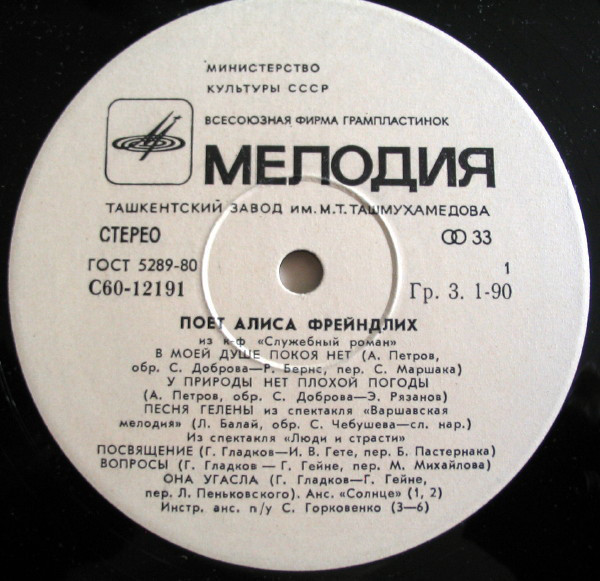 МИНИСТЕРСТВО
КУЛЬТУРЫ СССР
ВСЕСОЮЗНАЯ ФИРМА ГРАМПЛАСТИНОК
МЕЛОДИЯ
ТАШКЕНТСКИЙ ЗАВОД ИМ. М.Т. ТАШМУХАМЕДОВА
СТЕРЕО 33
ГОСТ 5289-80 1
С60-12191 Гр. 3. 1-90
ПОЕТ АЛИСА ФРЕЙНДЛИХ
из к-ф «Служебный роман»
В МОЕЙ ДУШЕ ПОКОЯ НЕТ (А. Петров,
обр. С. Доброва—Р. Бернс, пер. С. Маршака)
У ПРИРОДЫ НЕТ ПЛОХОЙ ПОГОДЫ
(А. Петров, обр. С. Доброва—Э. Рязанов)
ПЕСНЯ ГЕЛЕНЫ из спектакля «Варшавская
мелодия» (Л. Балай, обр. С. Чебушева—сл. нар.)
Из спектакля «Люди и страсти»
ПОСВЯЩЕНИЕ (Г. Гладков—И. В. Гете, пер. Б. Пастернака)
ВОПРОСЫ (Г. Гладков — Г. Гейне, пер. М. Михайлова)
ОНА УГАСЛА (Г. Гладков—Г. Гейне,
пер. Л. Пеньковского). Анс. «Солнце» (1, 2)
Инстр. анс. п/у С. Горковенко (3—6)